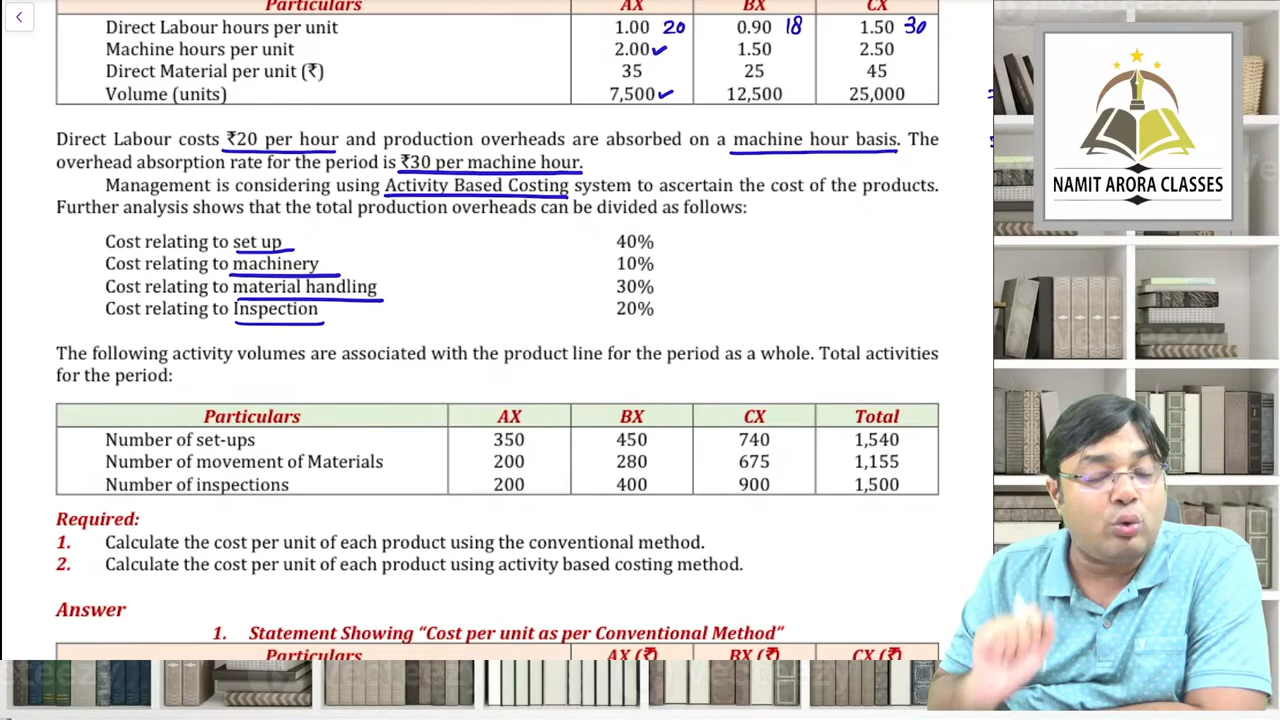 Particulars AX BX CX
Direct Labour hours per unit 1.00 20 0.90 18 1.50 30
Machine hours per unit 2.00 1.50 2.50
Direct Material per unit (₹) 35 25 45
Volume (units) 7,500 12,500 25,000
Direct Labour costs ₹20 per hour and production overheads are absorbed on a machine hour basis. The
overhead absorption rate for the period is ₹30 per machine hour.
Management is considering using Activity Based Costing system to ascertain the cost of the products.
Further analysis shows that the total production overheads can be divided as follows:
Cost relating to set up 40%
Cost relating to machinery 10%
Cost relating to material handling 30%
Cost relating to Inspection 20%
The following activity volumes are associated with the product line for the period as a whole. Total activities
for the period:
Particulars AX BX CX Total
Number of set-ups 350 450 740 1,540
Number of movement of Materials 200 280 675 1,155
Number of inspections 200 400 900 1,500
Required:
1. Calculate the cost per unit of each product using the conventional method.
2. Calculate the cost per unit of each product using activity based costing method.
Answer
1. Statement Showing “Cost per unit as per Conventional Method”
Particulars AX (₹) BX (₹) CX (₹)
NAMIT ARORA CLASSES